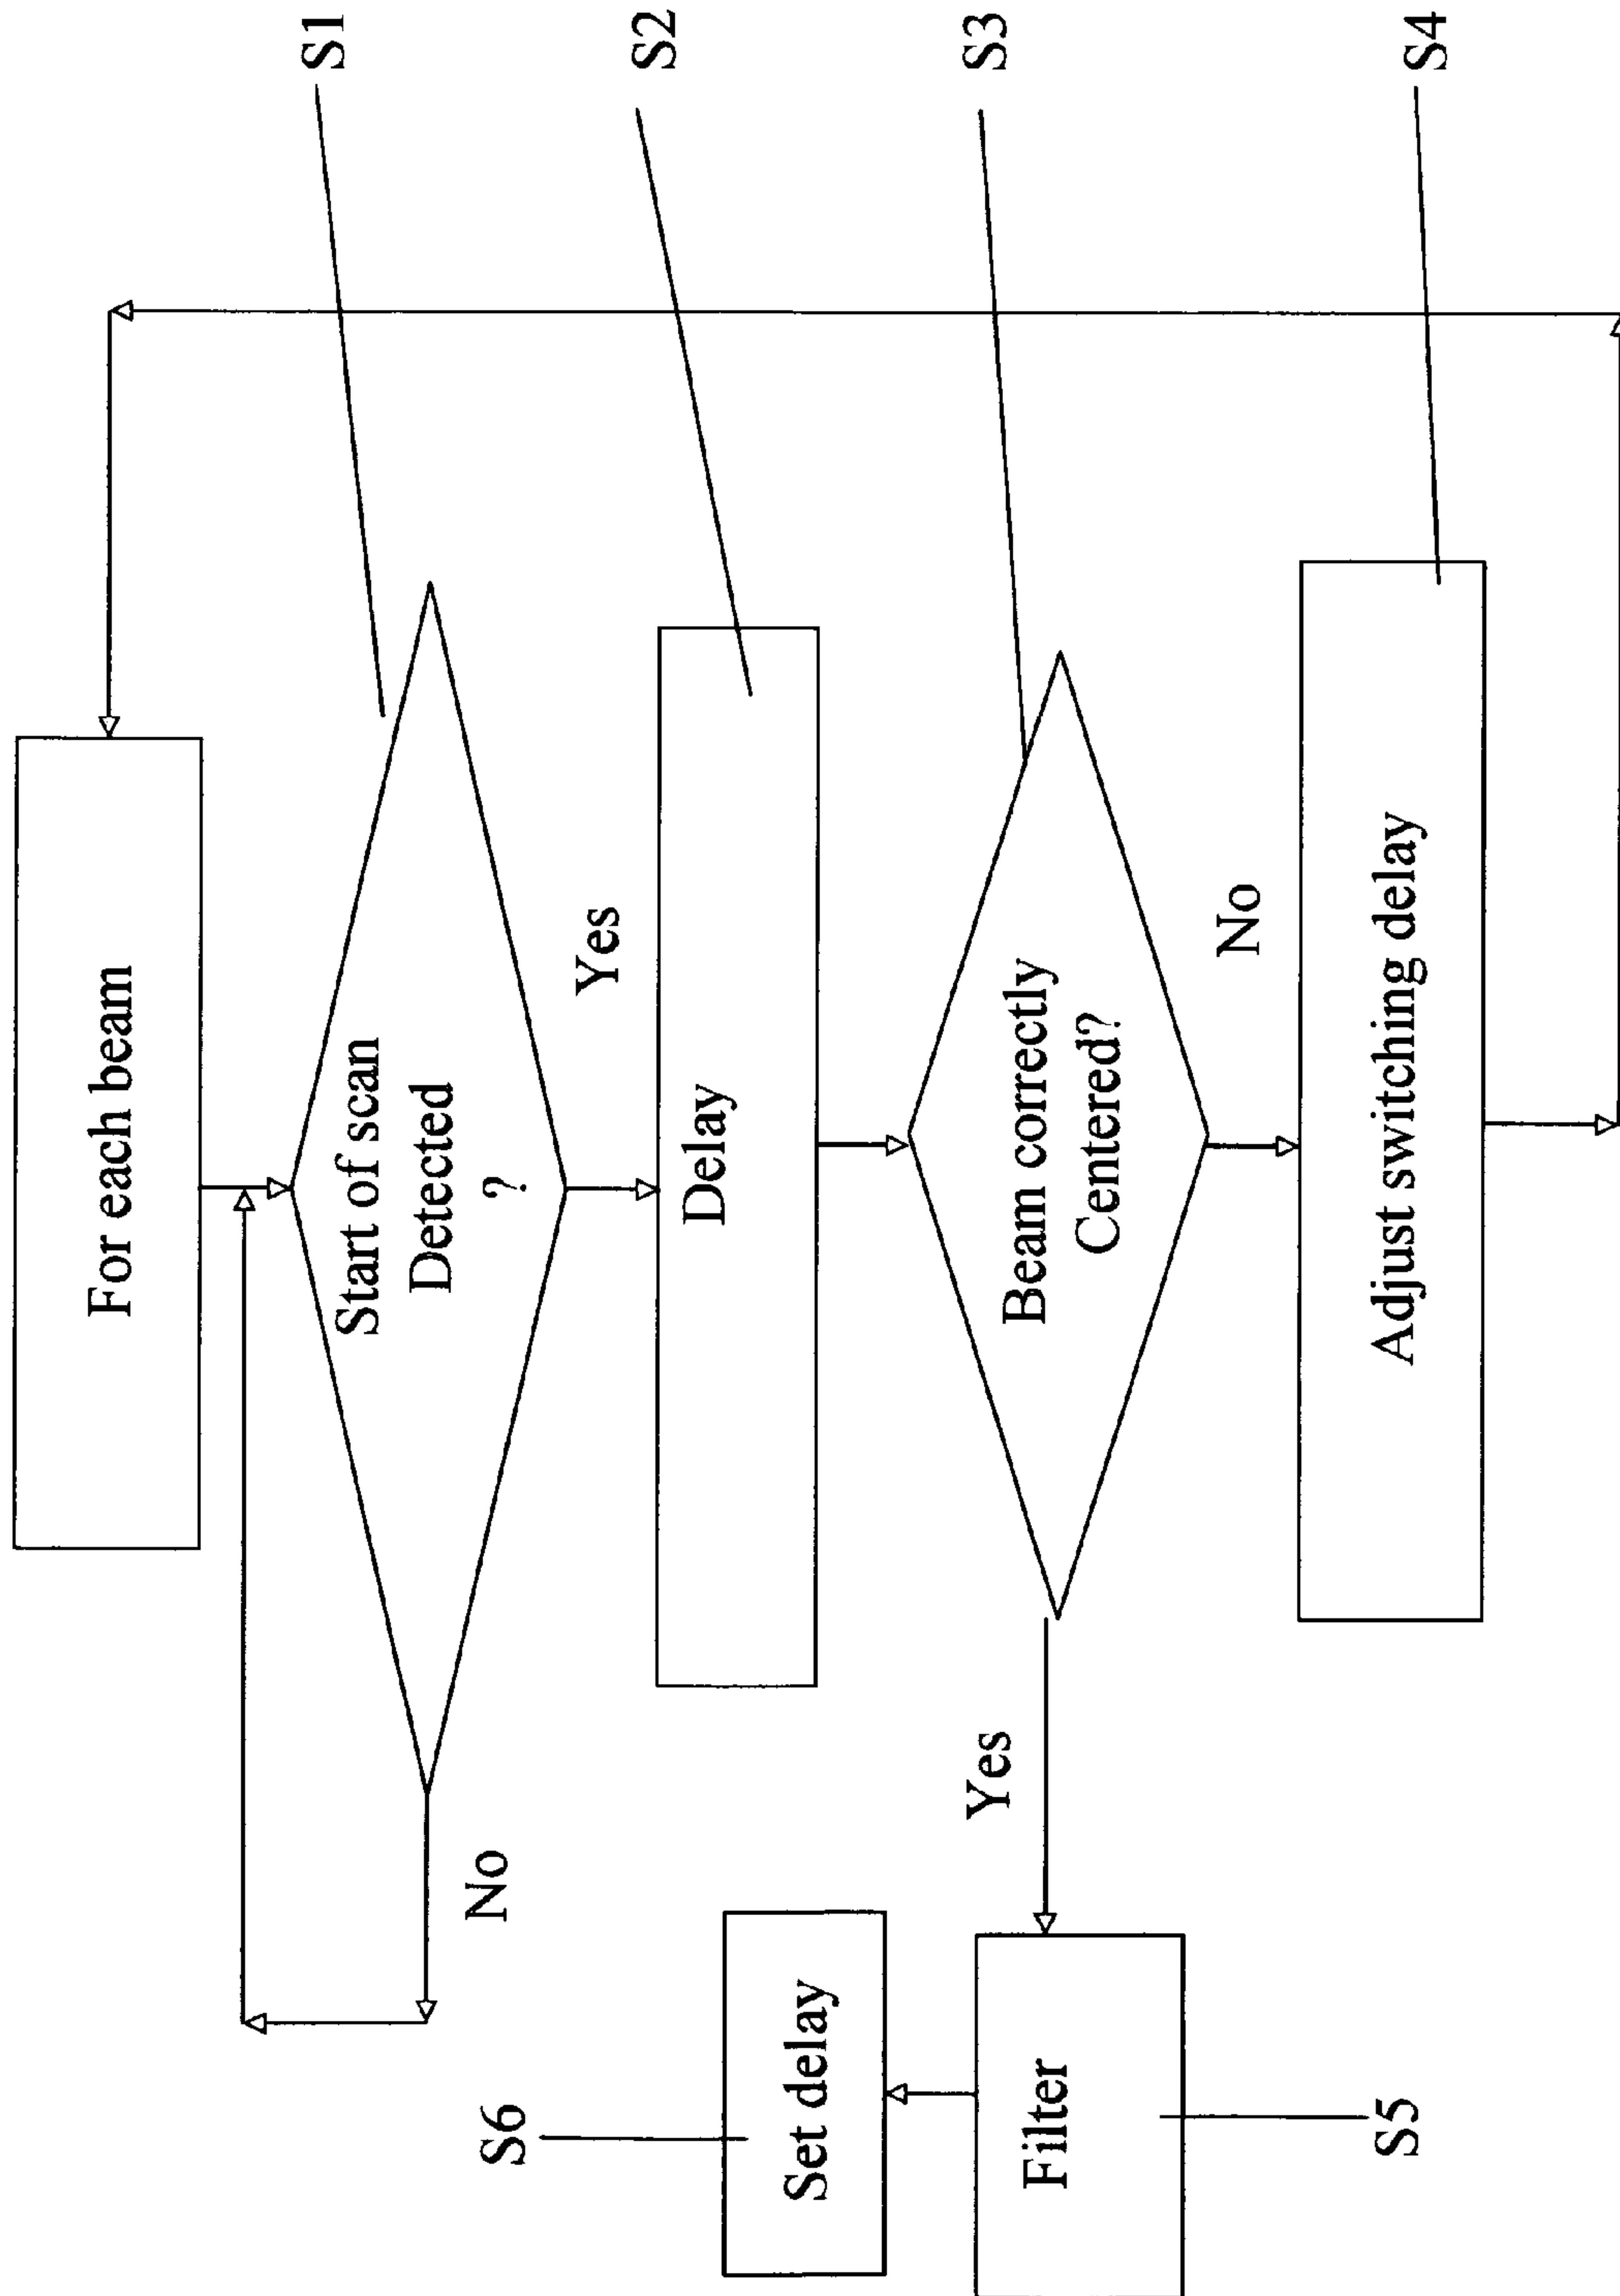 For each beam
S1
Start of scan
Detected
?
No
Yes
S2
Delay
S3
Beam correctly
Centered?
Yes
No
S4
Adjust switching delay
S6
Set delay
Filter
S5